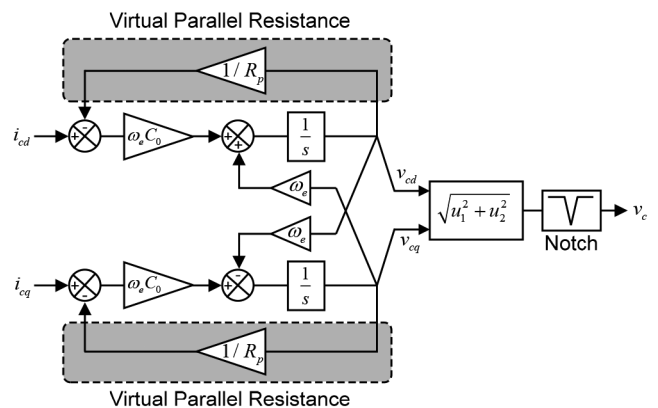 Virtual Parallel Resistance
1/ R_p
i_cd
+
-
ω_e C_0
+
+
1/s
ω_e
v_cd
√(u_1^2 + u_2^2)
v_c
Notch
ω_e
v_cq
i_cq
+
-
ω_e C_0
+
-
1/s
1/ R_p
Virtual Parallel Resistance